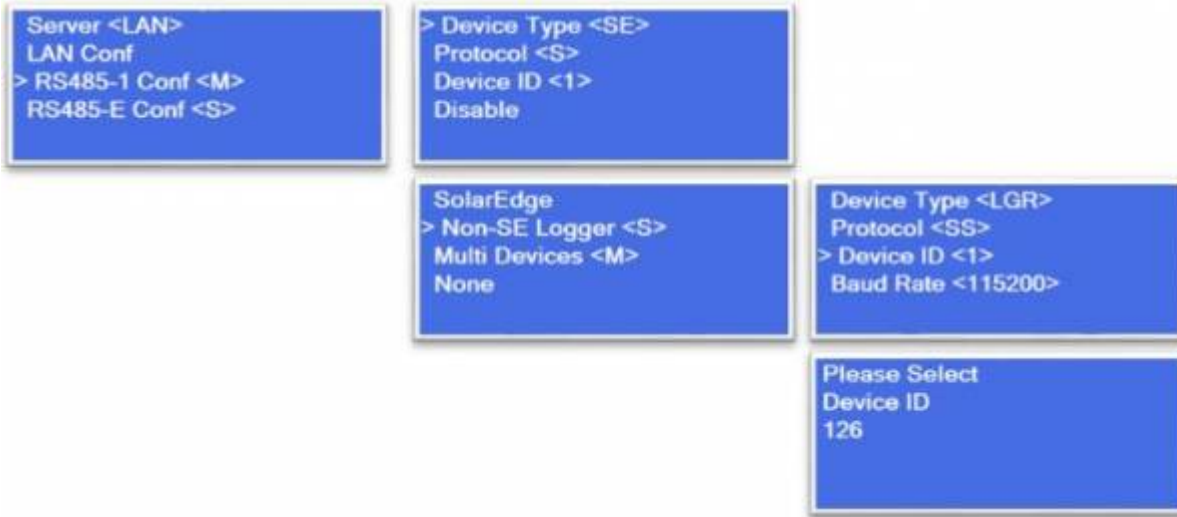 Server <LAN>
LAN Conf
> RS485-1 Conf <M>
RS485-E Conf <S>
> Device Type <SE>
Protocol <S>
Device ID <1>
Disable
SolarEdge
> Non-SE Logger <S>
Multi Devices <M>
None
Device Type <LGR>
Protocol <SS>
> Device ID <1>
Baud Rate <115200>
Please Select
Device ID
126